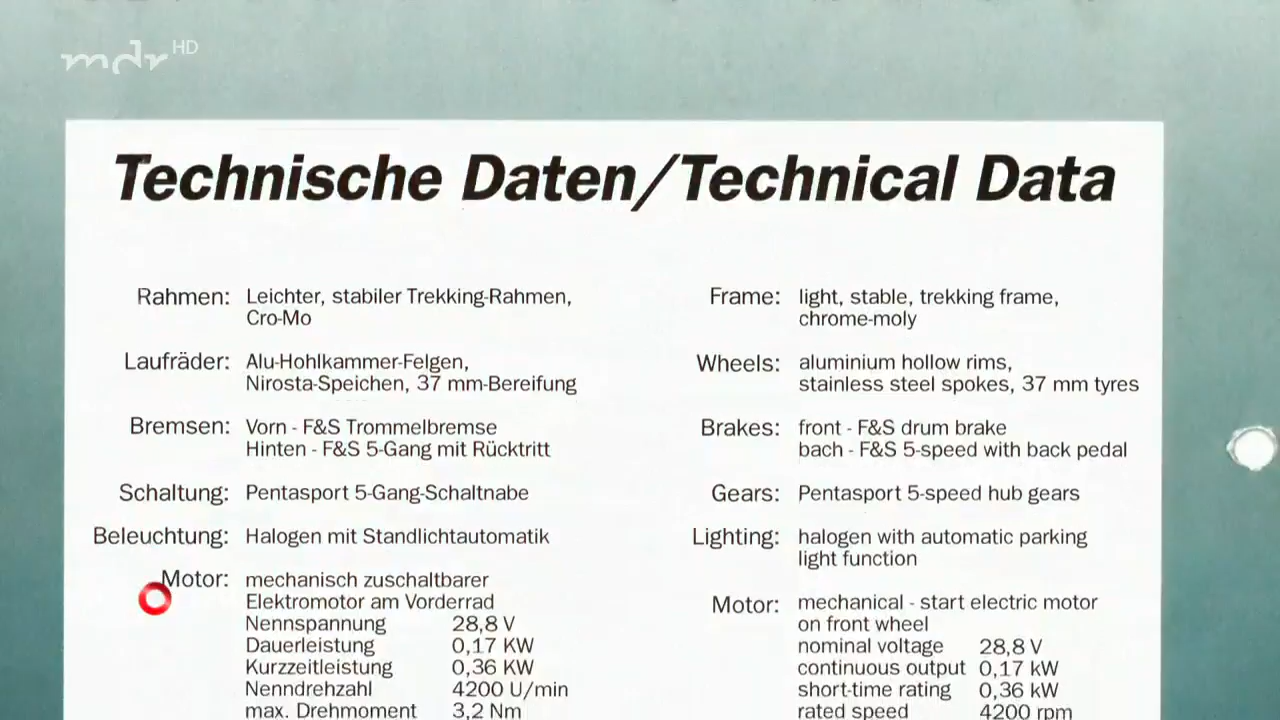 mdr HD
Technische Daten/Technical Data
Rahmen: Leichter, stabiler Trekking-Rahmen,
Cro-Mo
Laufräder: Alu-Hohlkammer-Felgen,
Nirosta-Speichen, 37 mm-Bereifung
Bremsen: Vorn - F&S Trommelbremse
Hinten - F&S 5-Gang mit Rücktritt
Schaltung: Pentasport 5-Gang-Schaltnabe
Beleuchtung: Halogen mit Standlichtautomatik
Motor: mechanisch zuschaltbarer
Elektromotor am Vorderrad
Nennspannung 28,8 V
Dauerleistung 0,17 KW
Kurzzeitleistung 0,36 KW
Nenndrehzahl 4200 U/min
max. Drehmoment 3,2 Nm
Frame: light, stable, trekking frame,
chrome-moly
Wheels: aluminium hollow rims,
stainless steel spokes, 37 mm tyres
Brakes: front - F&S drum brake
bach - F&S 5-speed with back pedal
Gears: Pentasport 5-speed hub gears
Lighting: halogen with automatic parking
light function
Motor: mechanical - start electric motor
on front wheel
nominal voltage 28,8 V
continuous output 0,17 kW
short-time rating 0,36 kW
rated speed 4200 rpm